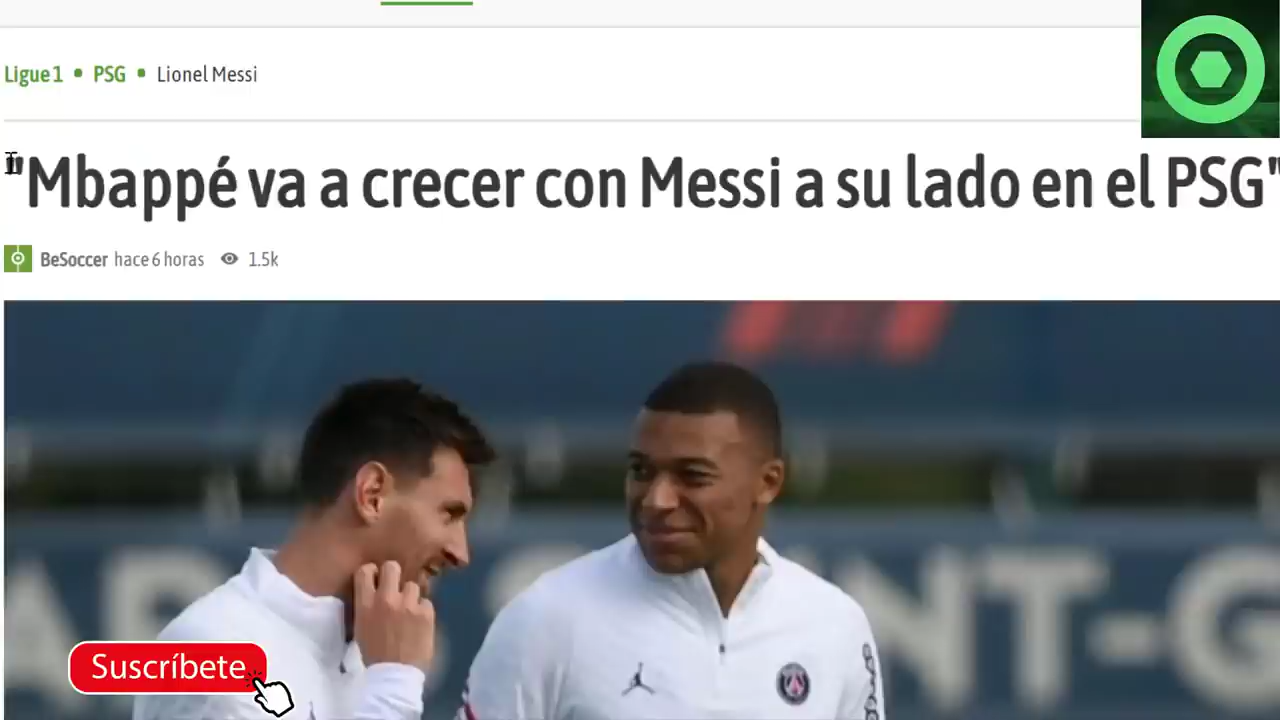 Ligue 1 • PSG • Lionel Messi
"Mbappé va a crecer con Messi a su lado en el PSG"
BeSoccer hace 6 horas 1.5k
SAINT-G
Suscríbete